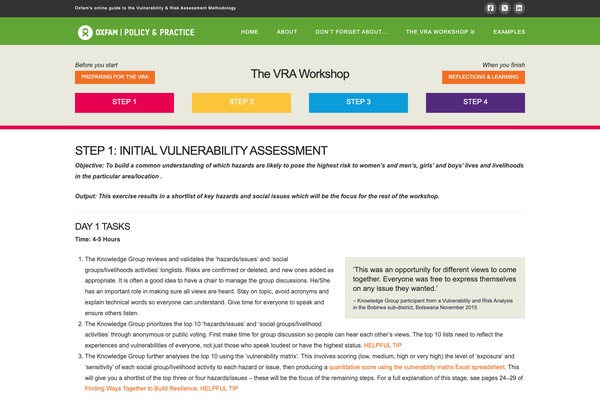 Oxfam's online guide to the Vulnerability & Risk Assessment Methodology
OXFAM | POLICY & PRACTICE
HOME ABOUT DON'T FORGET ABOUT... THE VRA WORKSHOP EXAMPLES
Before you start
PREPARING FOR THE VRA
The VRA Workshop
When you finish
REFLECTIONS & LEARNING
STEP 1 STEP 2 STEP 3 STEP 4
STEP 1: INITIAL VULNERABILITY ASSESSMENT
Objective: To build a common understanding of which hazards are likely to pose the highest risk to women's and men's, girls' and boys' lives and livelihoods
in the particular area/location .
Output: This exercise results in a shortlist of key hazards and social issues which will be the focus for the rest of the workshop.
DAY 1 TASKS
Time: 4-5 Hours
1. The Knowledge Group reviews and validates the 'hazards/issues' and 'social
groups/livelihoods activities' longlists. Risks are confirmed or deleted, and new ones added as
appropriate. It is often a good idea to have a chair to manage the group discussions. He/She
has an important role in making sure all views are heard. Stay on topic, avoid acronyms and
explain technical words so everyone can understand. Give time for everyone to speak and
ensure others listen.
'This was an opportunity for different views to come
together. Everyone was free to express themselves
on any issue they wanted.'
– Knowledge Group participant from a Vulnerability and Risk Analysis
in the Bobirwa sub-district, Botswana November 2015
2. The Knowledge Group prioritizes the top 10 'hazards/issues' and 'social groups/livelihood
activities' through anonymous or public voting. First make time for group discussion so people can hear each other's views. The top 10 lists need to reflect the
experiences and vulnerabilities of everyone, not just those who speak loudest or have the highest status. HELPFUL TIP
3. The Knowledge Group further analyses the top 10 using the 'vulnerability matrix'. This involves scoring (low, medium, high or very high) the level of 'exposure' and
'sensitivity' of each social group/livelihood activity to each hazard or issue, then producing a quantitative score using the vulnerability matrix Excel spreadsheet. This
will give you a shortlist of the top three or four hazards/issues – these will be the focus of the remaining steps. For a full explanation of this stage, see pages 24–29 of
Finding Ways Together to Build Resilience. HELPFUL TIP